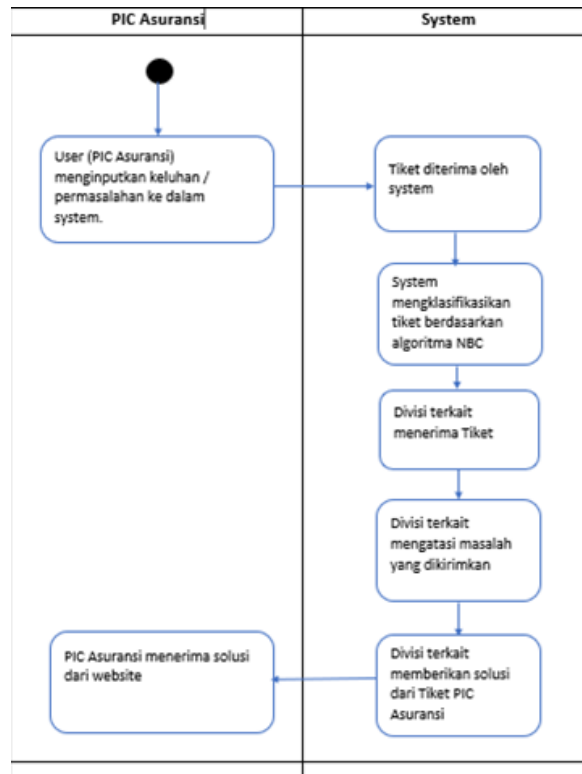 PIC Asuransi
System
User (PIC Asuransi)
menginputkan keluhan /
permasalahan ke dalam
system.
Tiket diterima oleh
system
System
mengklasifikasikan
tiket berdasarkan
algoritma NBC
Divisi terkait
menerima Tiket
Divisi terkait
mengatasi masalah
yang dikirimkan
Divisi terkait
memberikan solusi
dari Tiket PIC
Asuransi
PIC Asuransi menerima solusi
dari website